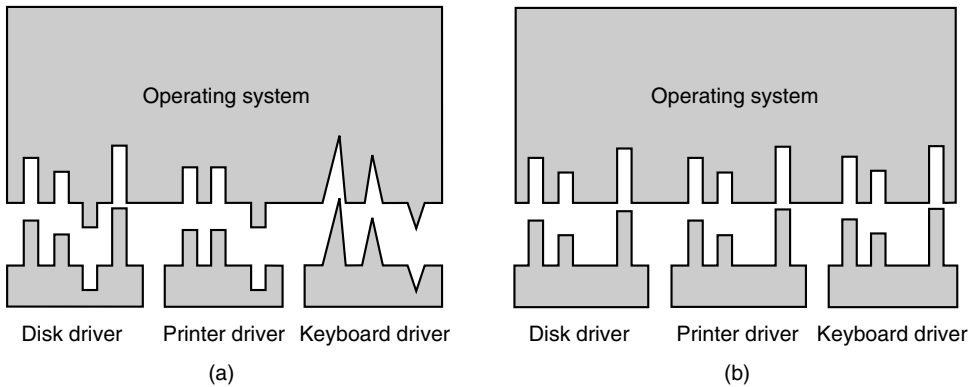 Operating system
Disk driver
Printer driver
Keyboard driver
(a)
Operating system
Disk driver
Printer driver
Keyboard driver
(b)